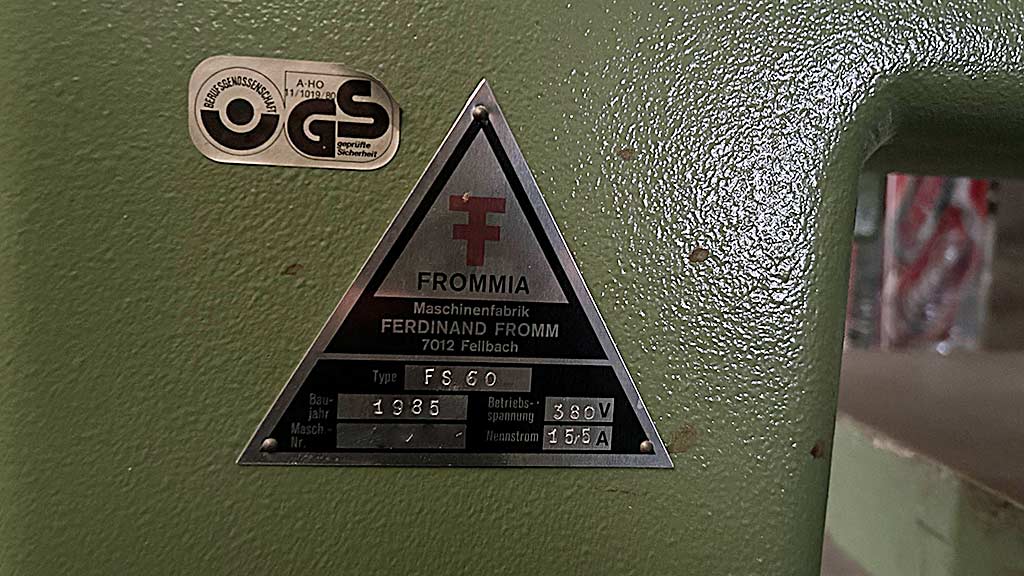 BERUFSGENOSSENSCHAFT
A-HO
11/1019/80
GS
geprüfte
Sicherheit
FROMMIA
Maschinenfabrik
FERDINAND FROMM
7012 Fellbach
Type FS 60
Bau-
jahr 1985
Betriebs-
spannung 380 V
Masch.-
Nr. / /
Nennstrom 15,5 A